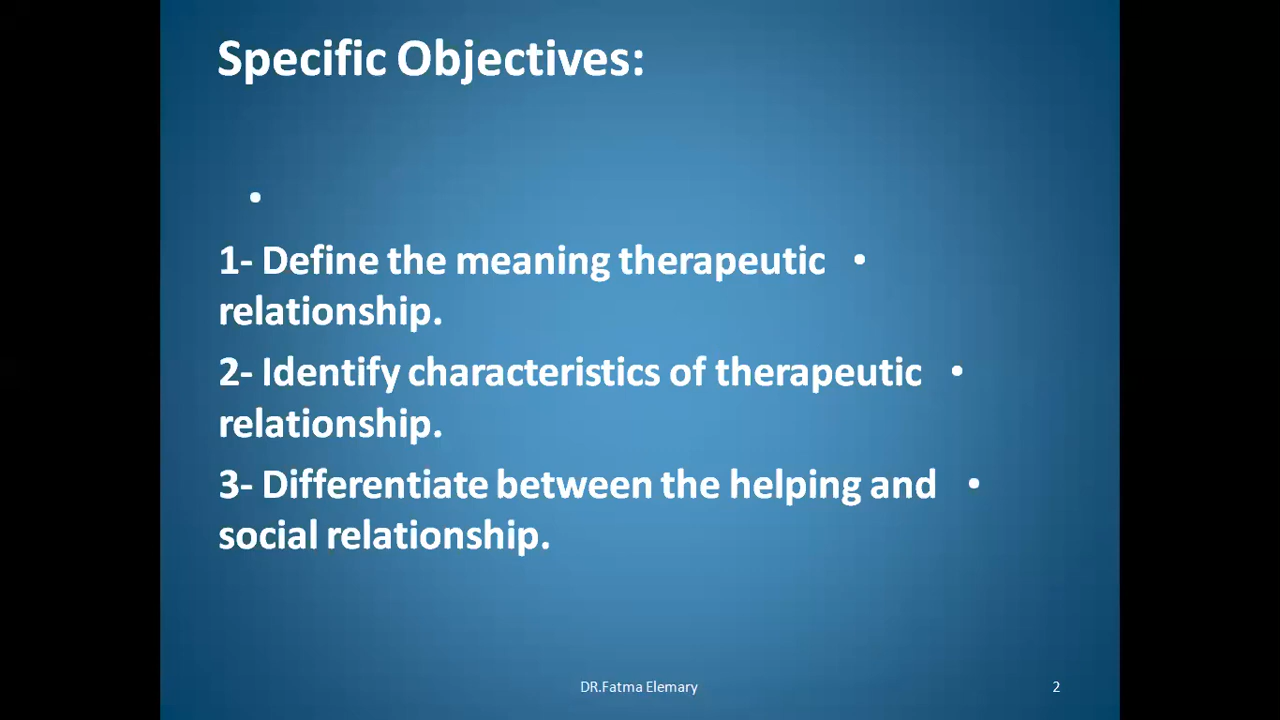 Specific Objectives:
•
1- Define the meaning therapeutic •
relationship.
2- Identify characteristics of therapeutic •
relationship.
3- Differentiate between the helping and •
social relationship.
DR.Fatma Elemary
2